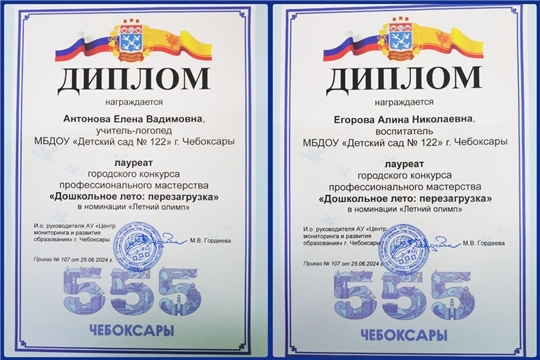 ДИПЛОМ
награждается
Антонова Елена Вадимовна,
учитель-логопед
МБДОУ «Детский сад № 122» г. Чебоксары
лауреат
городского конкурса
профессионального мастерства
«Дошкольное лето: перезагрузка»
в номинации «Летний олимп»
И.о. руководителя АУ «Центр
мониторинга и развития
образования» г. Чебоксары
М.В. Гордеева
Приказ № 107 от 25.06.2024 г.
555
ЧЕБОКСАРЫ
ДИПЛОМ
награждается
Егорова Алина Николаевна,
воспитатель
МБДОУ «Детский сад № 122» г. Чебоксары
лауреат
городского конкурса
профессионального мастерства
«Дошкольное лето: перезагрузка»
в номинации «Летний олимп»
И.о. руководителя АУ «Центр
мониторинга и развития
образования» г. Чебоксары
М.В. Гордеева
Приказ № 107 от 25.06.2024 г.
555
ЧЕБОКСАРЫ